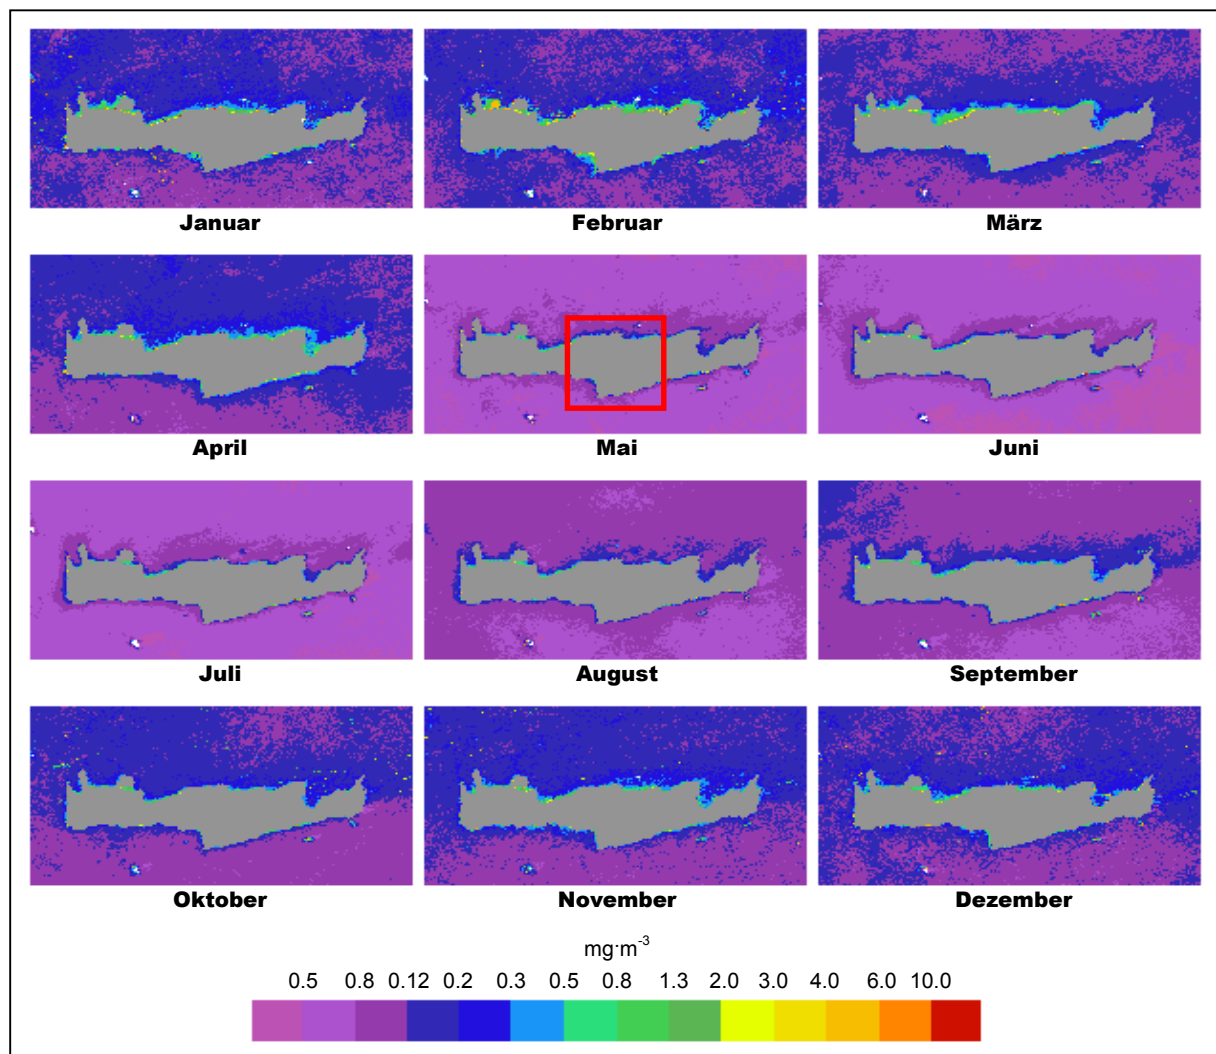 Januar Februar März
April Mai Juni
Juli August September
Oktober November Dezember
mg·m⁻³
0.5 0.8 0.12 0.2 0.3 0.5 0.8 1.3 2.0 3.0 4.0 6.0 10.0